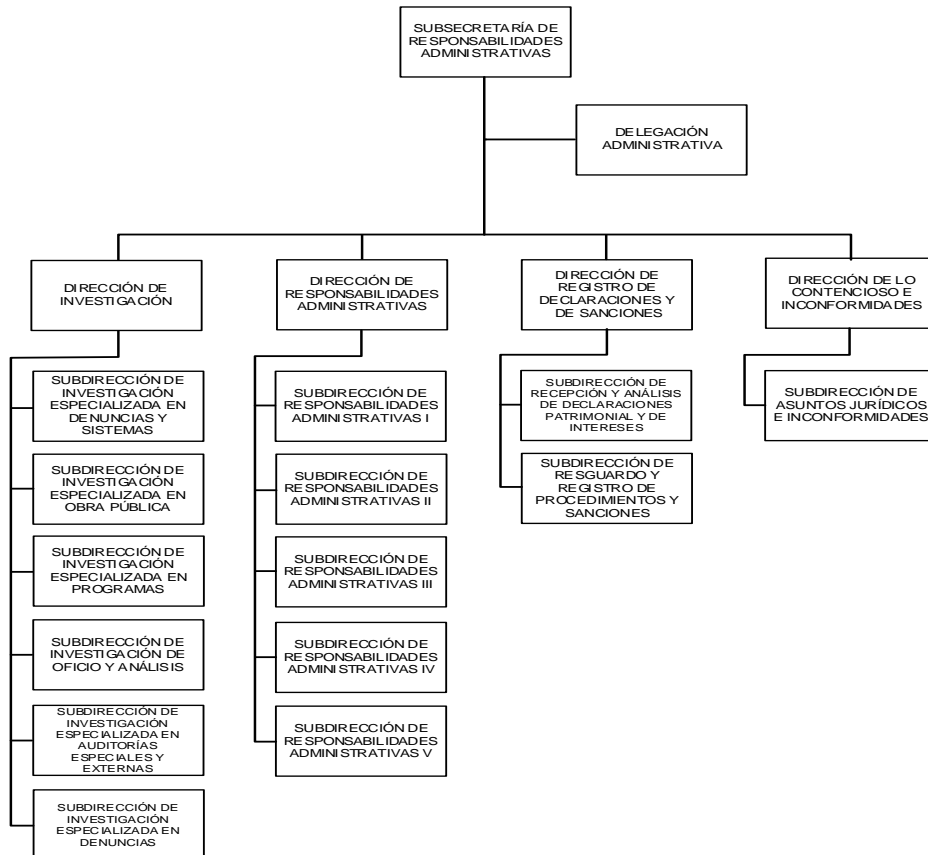 SUBSECRETARÍA DE
RESPONSABILIDADES
ADMINISTRATIVAS
DELEGACIÓN
ADMINISTRATIVA
DIRECCIÓN DE
INVESTIGACIÓN
DIRECCIÓN DE
RESPONSABILIDADES
ADMINISTRATIVAS
DIRECCIÓN DE
REGISTRO DE
DECLARACIONES Y
DE SANCIONES
DIRECCIÓN DE LO
CONTENCIOSO E
INCONFORMIDADES
SUBDIRECCIÓN DE
INVESTIGACIÓN
ESPECIALIZADA EN
DENUNCIAS Y
SISTEMAS
SUBDIRECCIÓN DE
INVESTIGACIÓN
ESPECIALIZADA EN
OBRA PÚBLICA
SUBDIRECCIÓN DE
INVESTIGACIÓN
ESPECIALIZADA EN
PROGRAMAS
SUBDIRECCIÓN DE
INVESTIGACIÓN DE
OFICIO Y ANÁLISIS
SUBDIRECCIÓN DE
INVESTIGACIÓN
ESPECIALIZADA EN
AUDITORÍAS
ESPECIALES Y
EXTERNAS
SUBDIRECCIÓN DE
INVESTIGACIÓN
ESPECIALIZADA EN
DENUNCIAS
SUBDIRECCIÓN DE
RESPONSABILIDADES
ADMINISTRATIVAS I
SUBDIRECCIÓN DE
RESPONSABILIDADES
ADMINISTRATIVAS II
SUBDIRECCIÓN DE
RESPONSABILIDADES
ADMINISTRATIVAS III
SUBDIRECCIÓN DE
RESPONSABILIDADES
ADMINISTRATIVAS IV
SUBDIRECCIÓN DE
RESPONSABILIDADES
ADMINISTRATIVAS V
SUBDIRECCIÓN DE
RECEPCIÓN Y ANÁLISIS
DE DECLARACIONES
PATRIMONIAL Y DE
INTERESES
SUBDIRECCIÓN DE
RESGUARDO Y
REGISTRO DE
PROCEDIMIENTOS Y
SANCIONES
SUBDIRECCIÓN DE
ASUNTOS JURÍDICOS
E INCONFORMIDADES